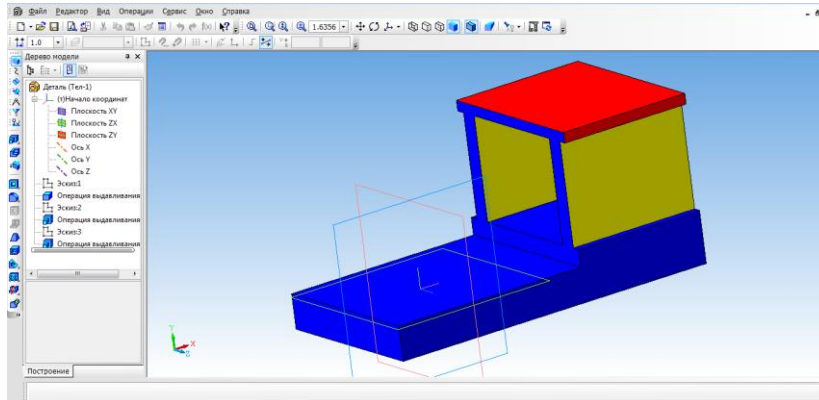 Файл Редактор Вид Операции Сервис Окно Справка
1.6356
1.0
Дерево модели
Деталь (Тел-1)
(т)Начало координат
Плоскость XY
Плоскость ZX
Плоскость ZY
Ось X
Ось Y
Ось Z
Эскиз:1
Операция выдавливания
Эскиз:2
Операция выдавливания
Эскиз:3
Операция выдавливания
Y
X
Z
Построение